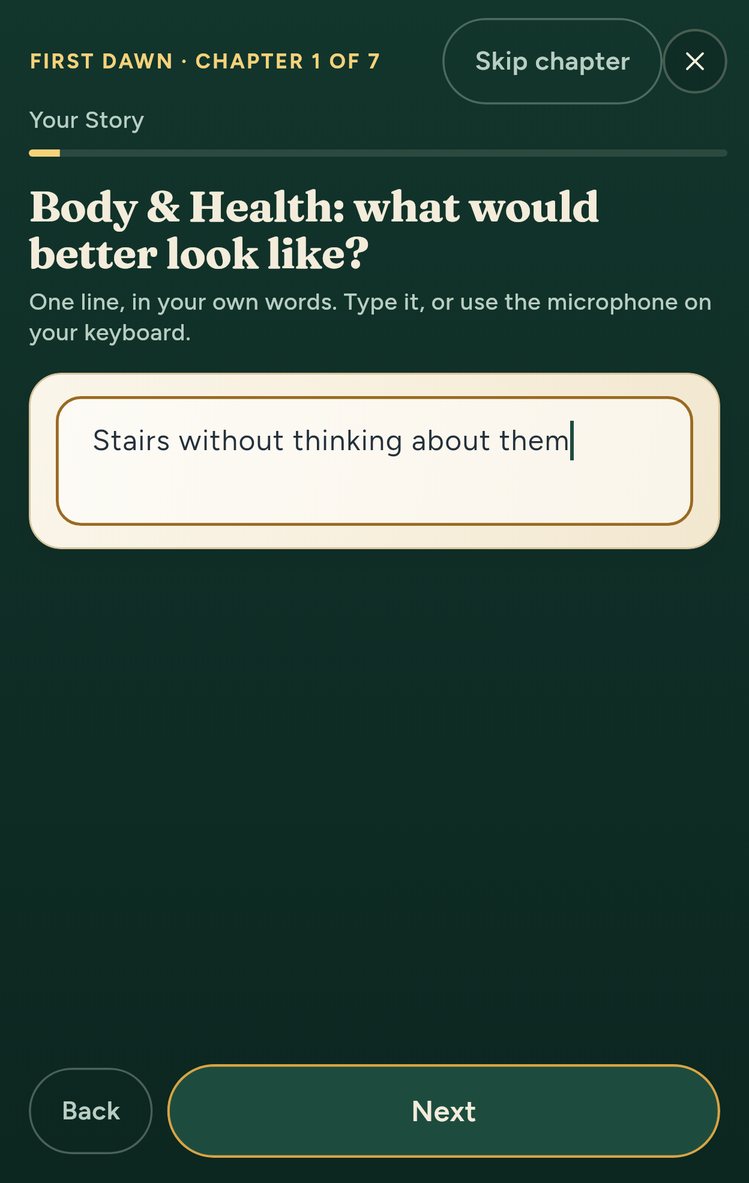 FIRST DAWN · CHAPTER 1 OF 7
Skip chapter
Your Story
Body & Health: what would
better look like?
One line, in your own words. Type it, or use the microphone on
your keyboard.
Stairs without thinking about them
Back
Next